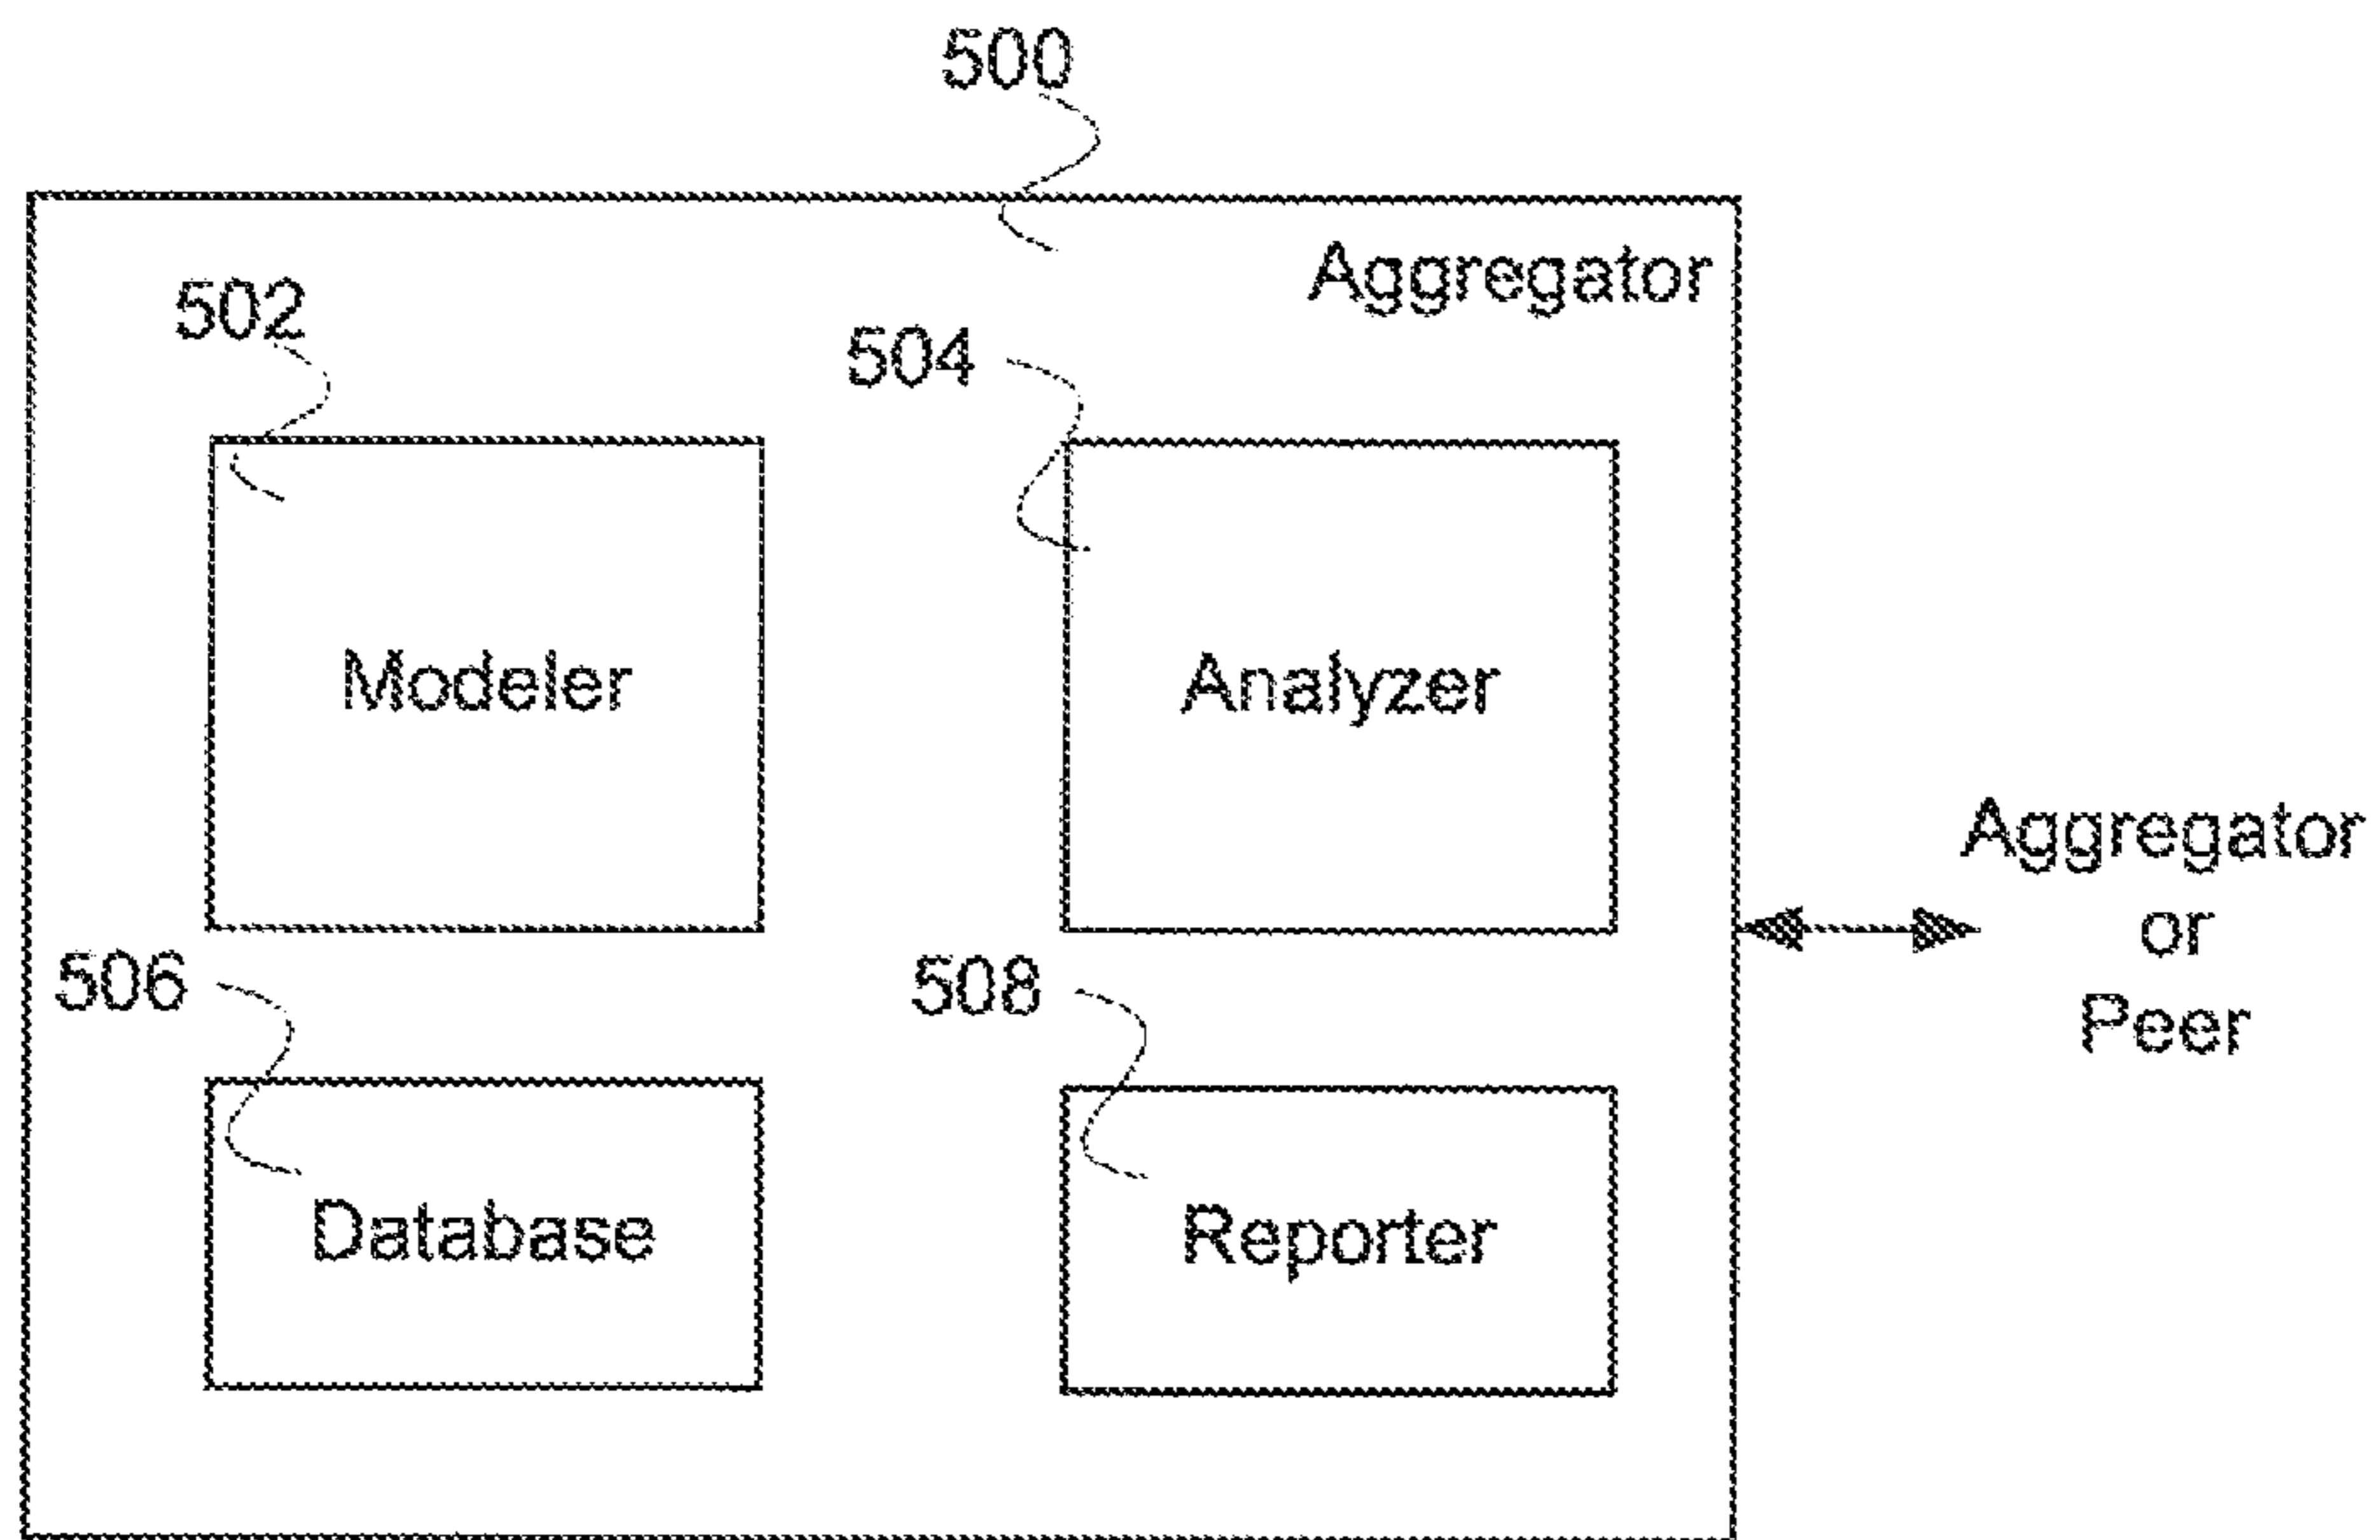 500
Aggregator
502
504
Modeler
Analyzer
Aggregator
or
Peer
506
508
Database
Reporter